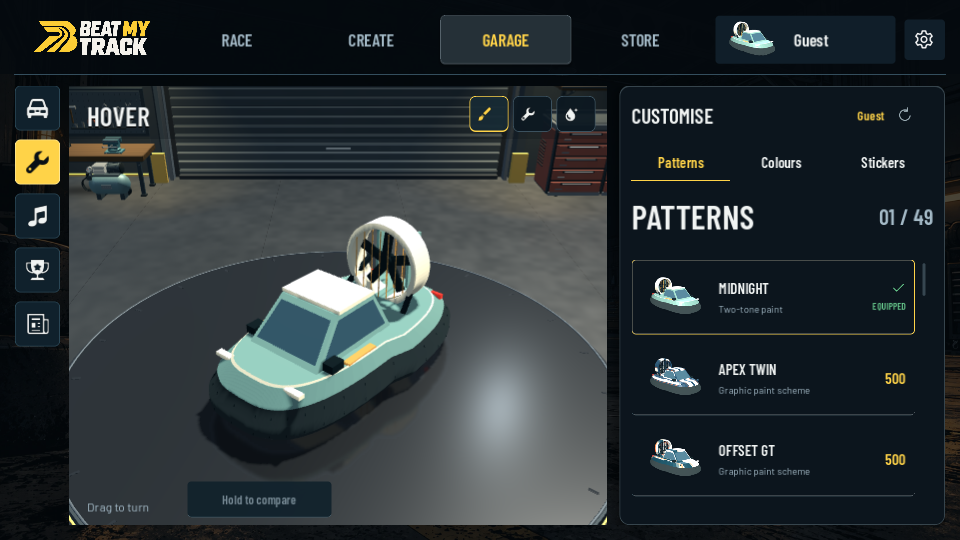 BEAT MY
TRACK
RACE
CREATE
GARAGE
STORE
Guest
HOVER
CUSTOMISE
Guest
Patterns
Colours
Stickers
PATTERNS
01 / 49
MIDNIGHT
Two-tone paint
EQUIPPED
APEX TWIN
Graphic paint scheme
500
OFFSET GT
Graphic paint scheme
500
Hold to compare
Drag to turn